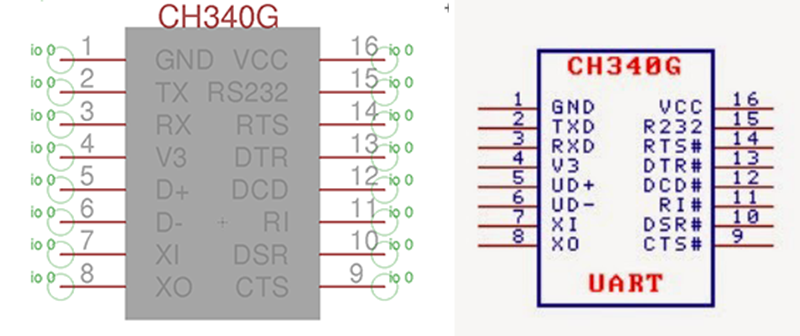 CH340G
io 0 1 GND VCC 16 io 0
io 0 2 TX RS232 15 io 0
io 0 3 RX RTS 14 io 0
io 0 4 V3 DTR 13 io 0
io 0 5 D+ DCD 12 io 0
io 0 6 D- RI 11 io 0
io 0 7 XI DSR 10 io 0
io 0 8 XO CTS 9 io 0
CH340G
1 GND VCC 16
2 TXD R232 15
3 RXD RTS# 14
4 V3 DTR# 13
5 UD+ DCD# 12
6 UD- RI# 11
7 XI DSR# 10
8 XO CTS# 9
UART